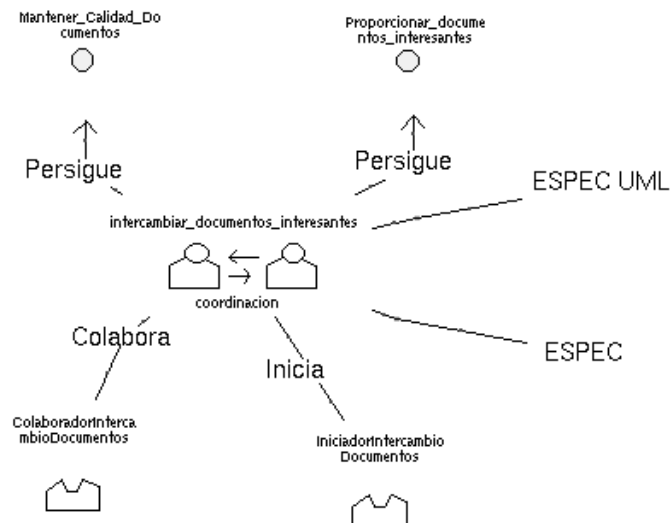 Mantener_Calidad_Do
cumentos
Proporcionar_docume
ntos_interesantes
Persigue
Persigue
ESPEC UML
intercambiar_documentos_interesantes
coordinacion
Colabora
Inicia
ESPEC
ColaboradorInterca
mbioDocumentos
IniciadorIntercambio
Documentos